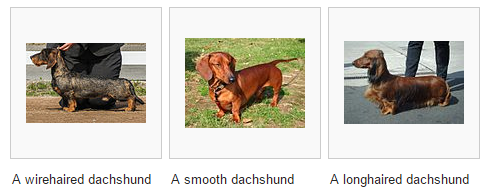 A wirehaired dachshund
A smooth dachshund
A longhaired dachshund